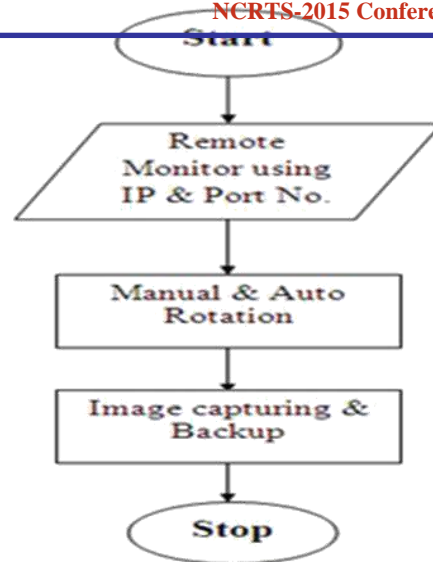 NCRTS-2015 Confere
Start
Remote
Monitor using
IP & Port No.
Manual & Auto
Rotation
Image capturing &
Backup
Stop